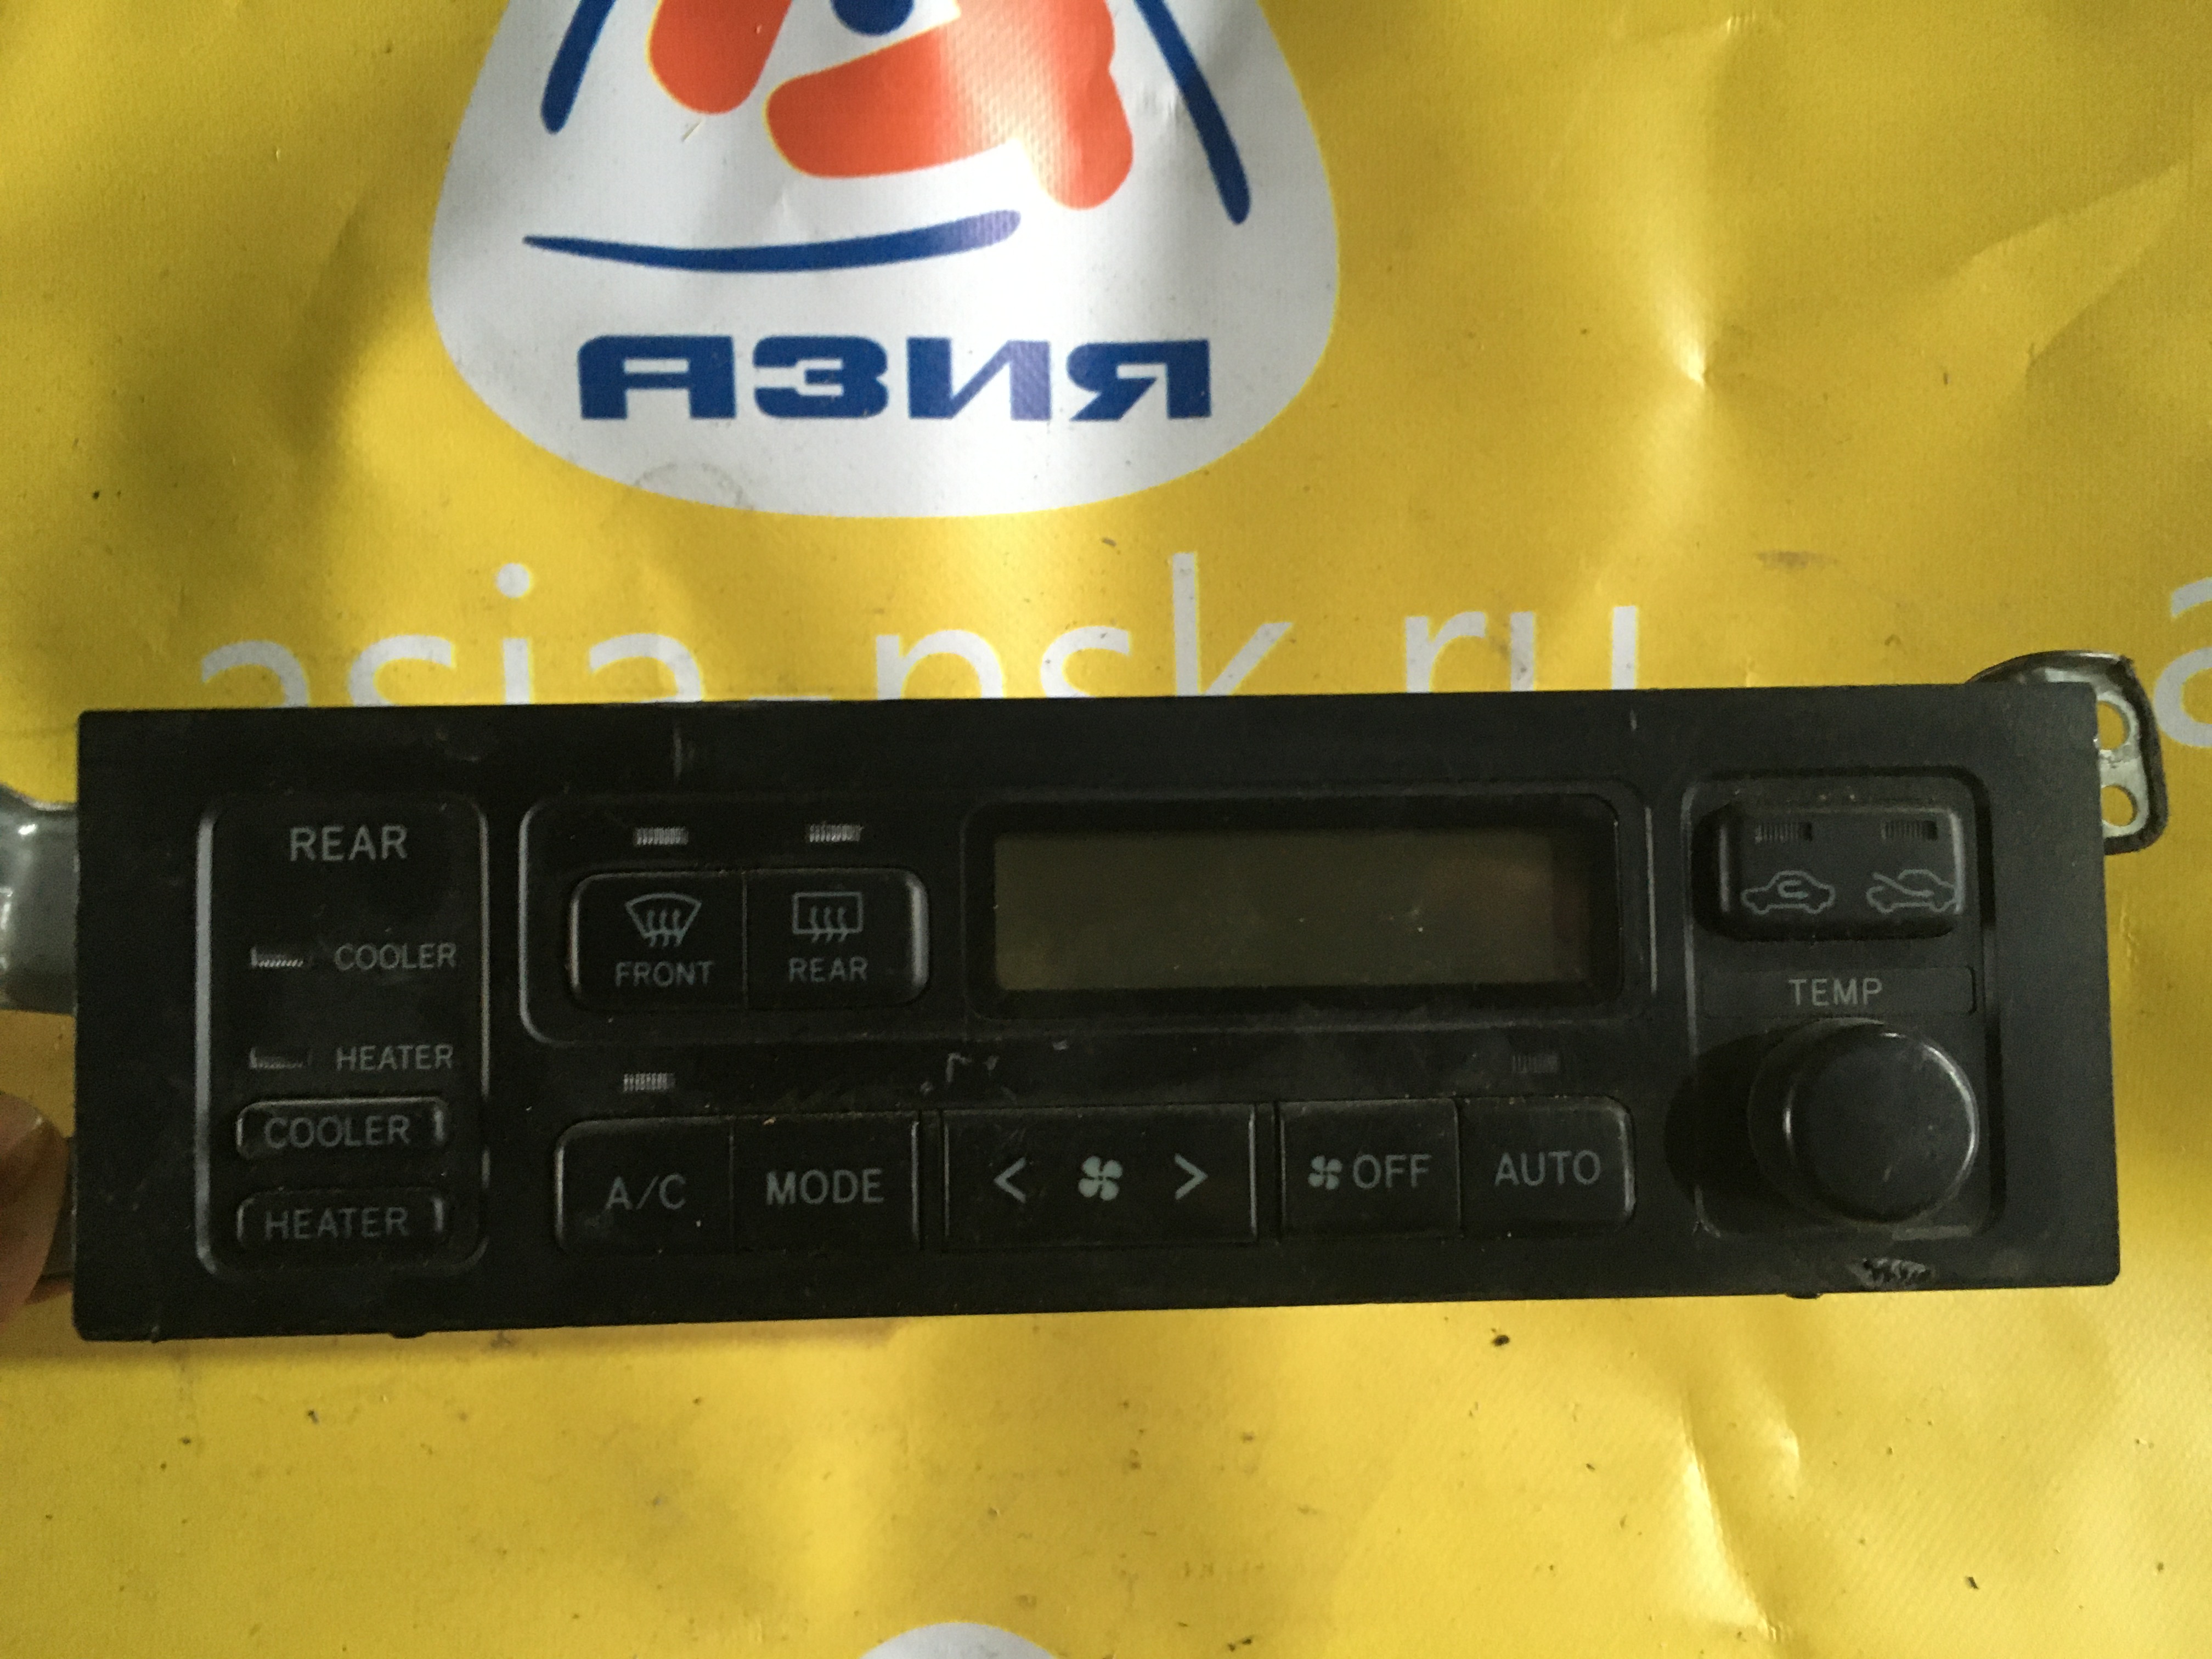 АЗИЯ
asia-nsk.ru
a
REAR
COOLER
HEATER
COOLER
HEATER
FRONT
REAR
A/C
MODE
< >
OFF
AUTO
TEMP